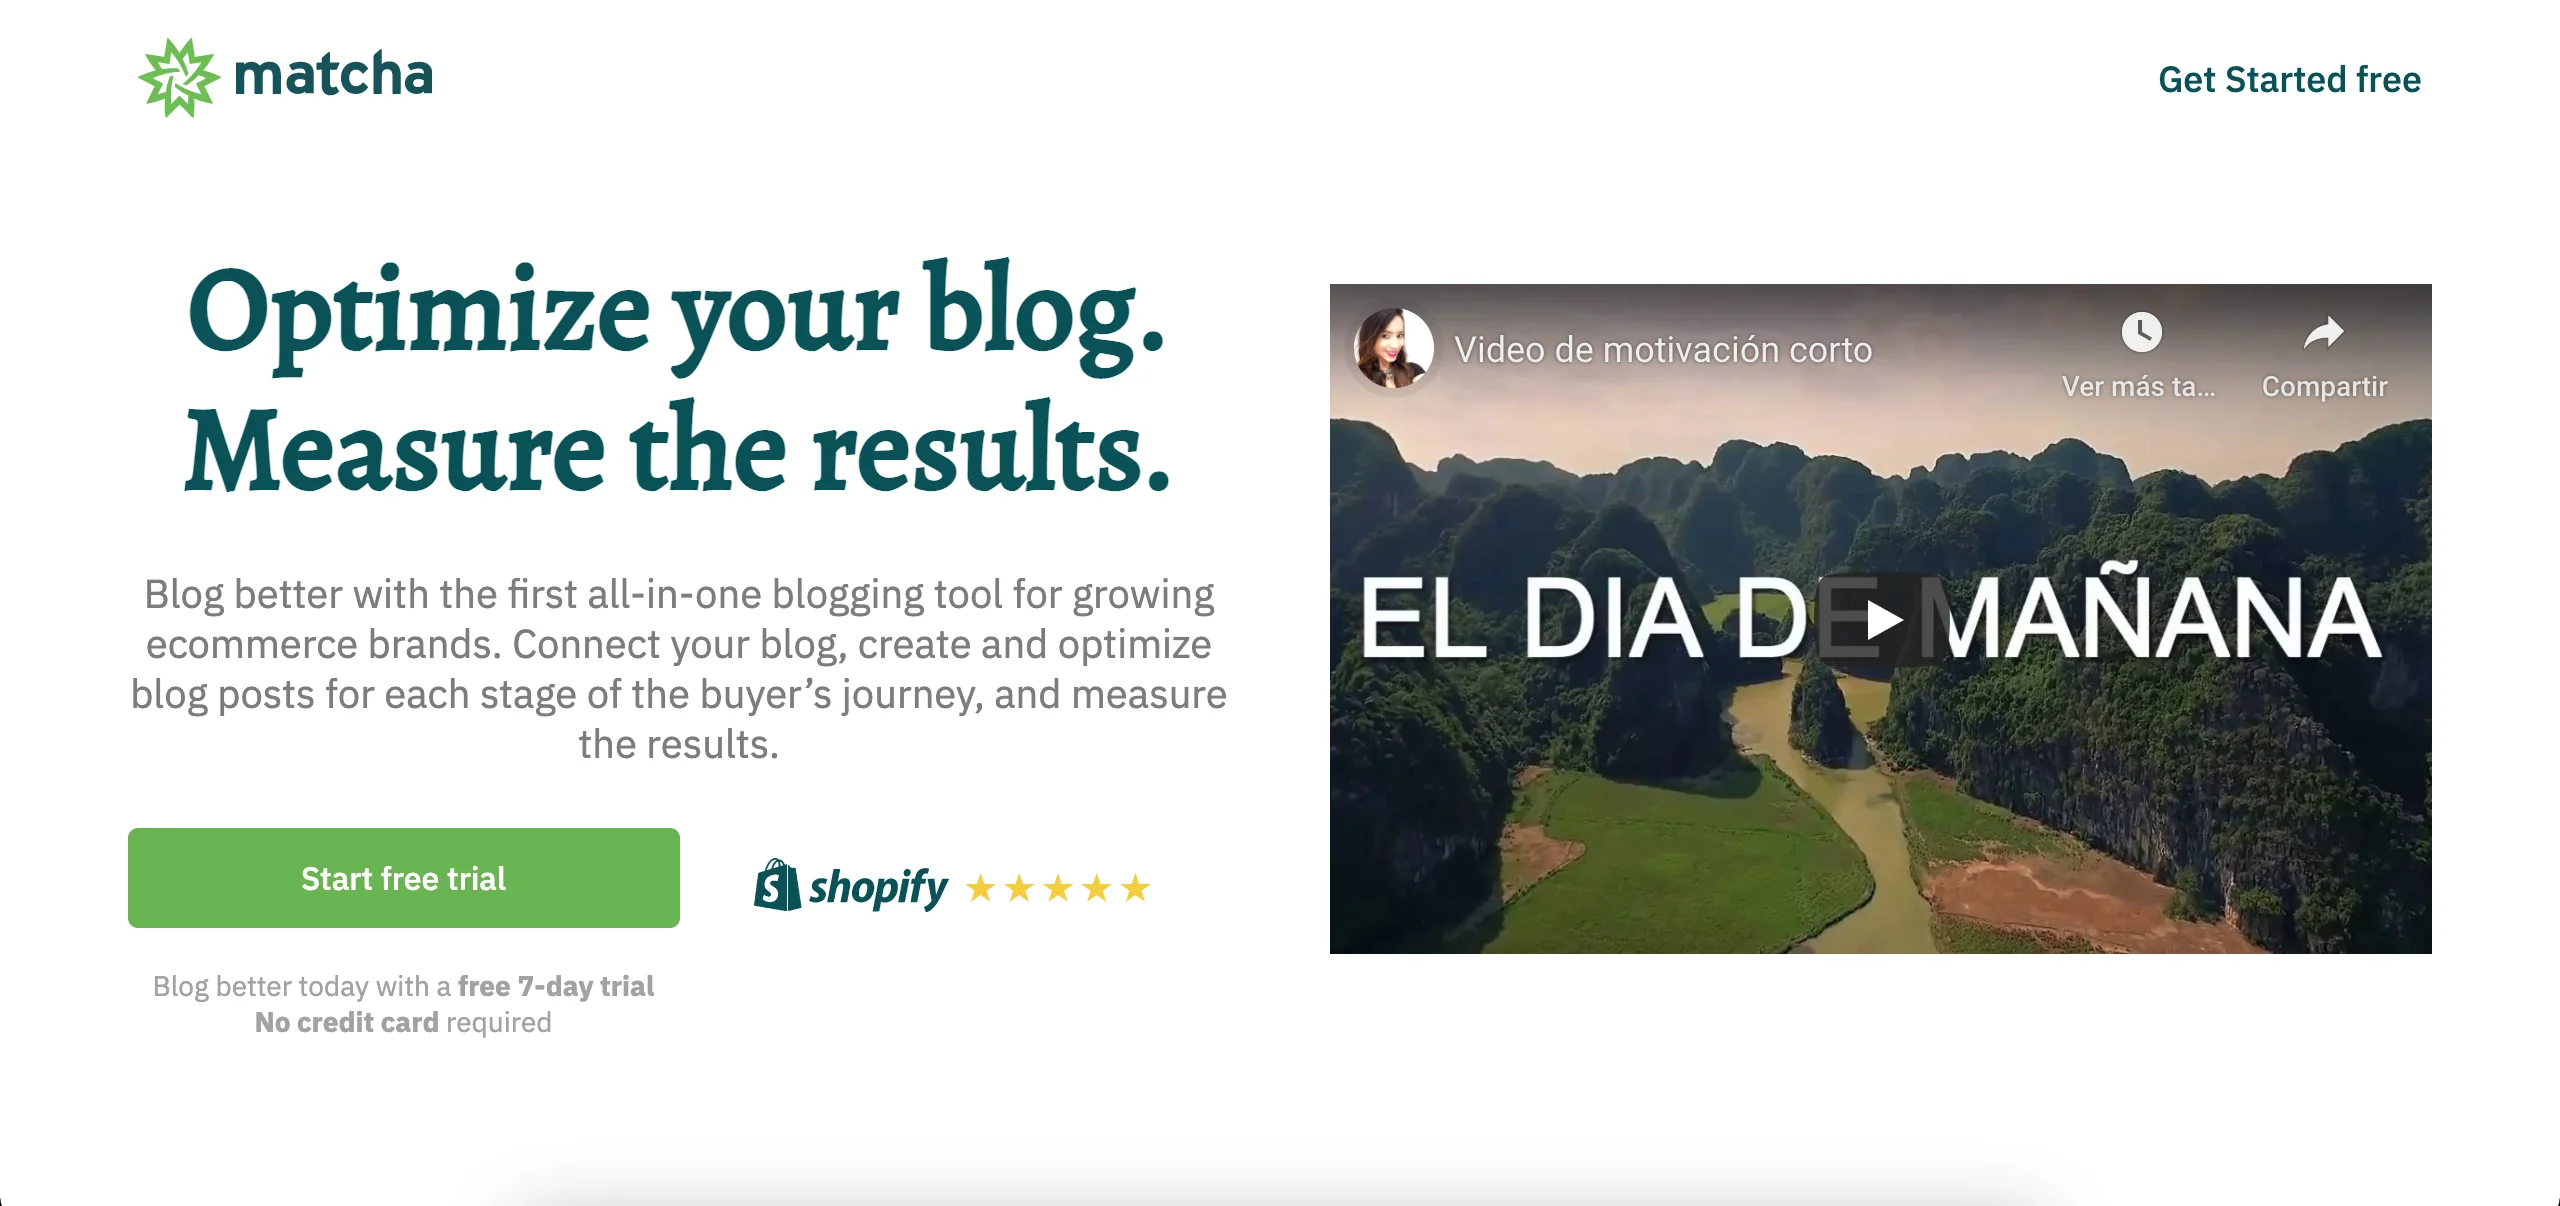 matcha
Get Started free
Optimize your blog.
Measure the results.
Blog better with the first all-in-one blogging tool for growing
ecommerce brands. Connect your blog, create and optimize
blog posts for each stage of the buyer’s journey, and measure
the results.
Start free trial
shopify
Blog better today with a free 7-day trial
No credit card required
Video de motivación corto
Ver más ta...
Compartir
EL DIA DE MAÑANA